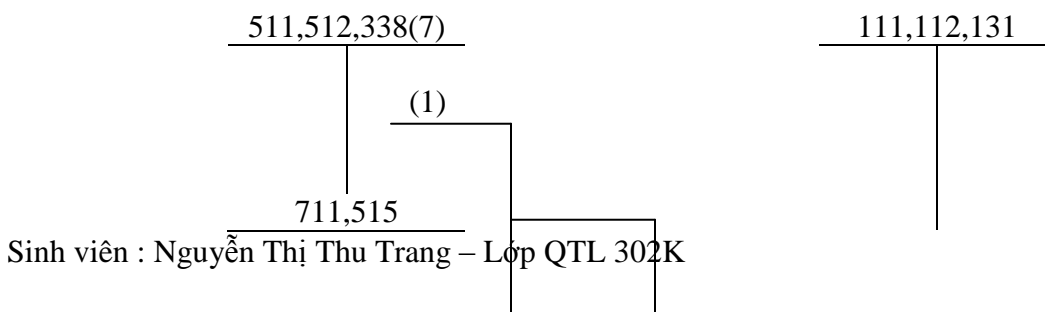 511,512,338(7) 111,112,131
(1)
711,515
Sinh viên : Nguyễn Thị Thu Trang – Lớp QTL 302K